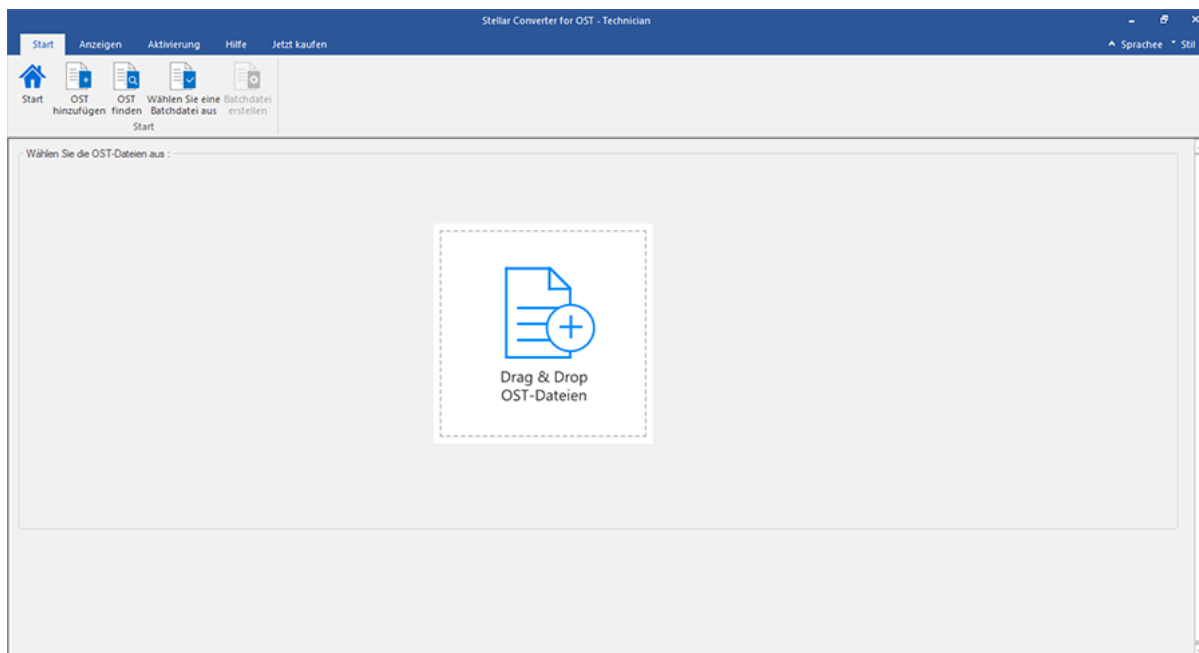 Stellar Converter for OST - Technician
Start Anzeigen Aktivierung Hilfe Jetzt kaufen
Sprachee Stil
Start
OST
hinzufügen
OST
finden
Wählen Sie eine
Batchdatei aus
Batchdatei
erstellen
Start
Wählen Sie die OST-Dateien aus :
Drag & Drop
OST-Dateien